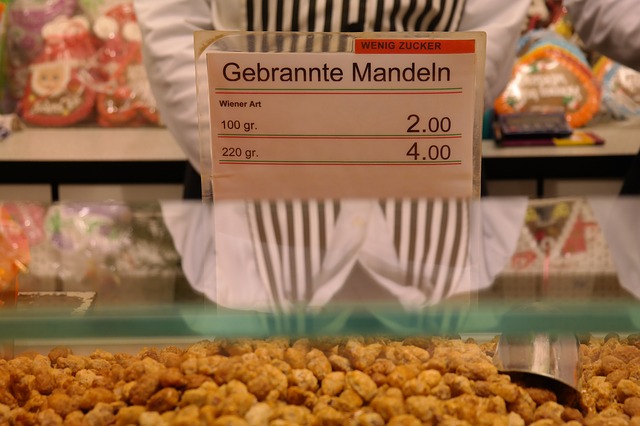 WENIG ZUCKER
Gebrannte Mandeln
Wiener Art
100 gr. 2.00
220 gr. 4.00